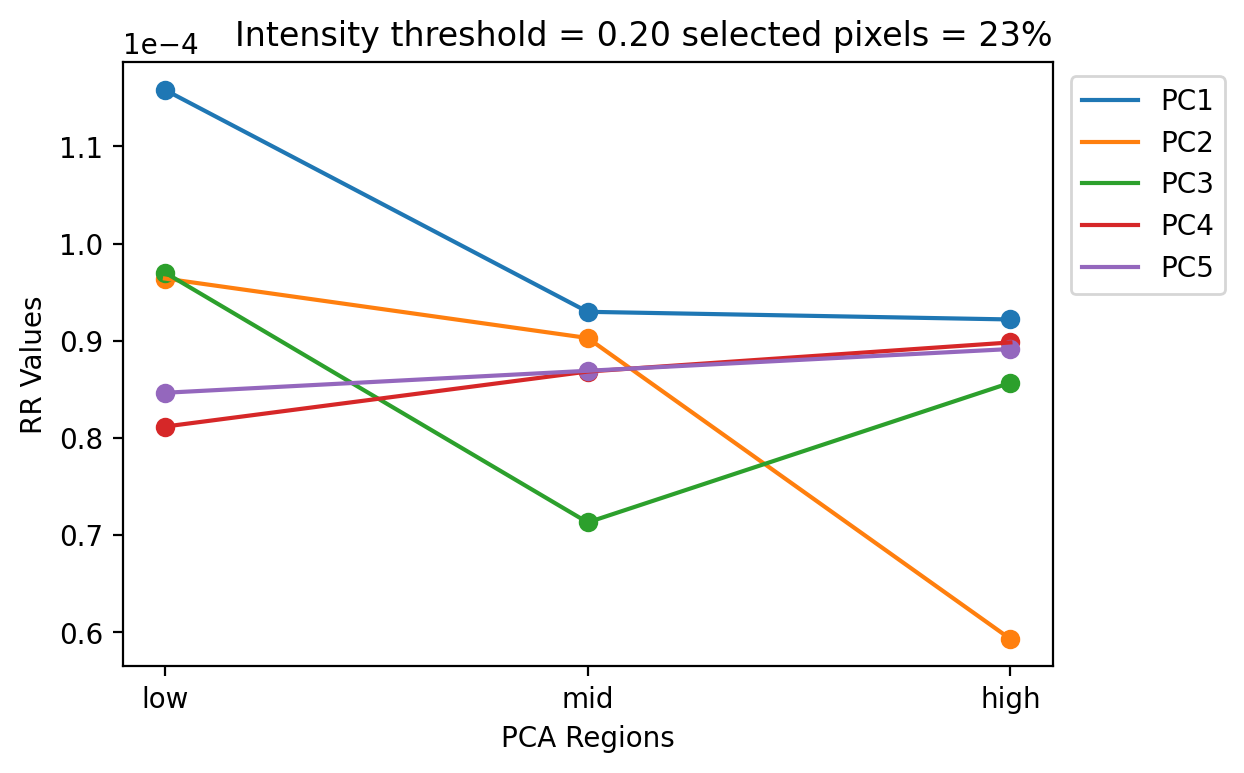 Intensity threshold = 0.20 selected pixels = 23%
1e−4
1.1
1.0
0.9
0.8
0.7
0.6
RR Values
low
mid
high
PCA Regions
PC1
PC2
PC3
PC4
PC5